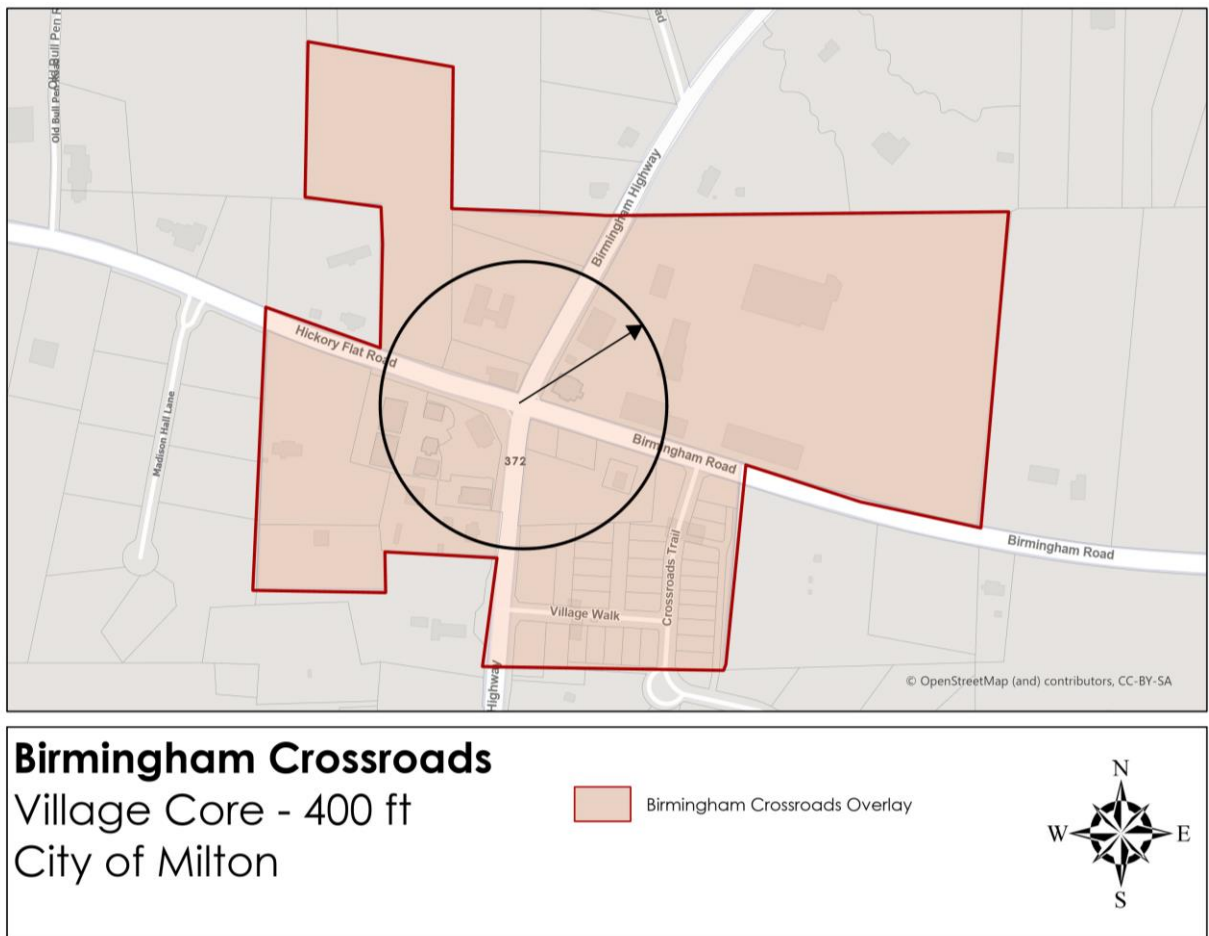 Old Bull Pen R
Old Bull Pen Road
Birmingham Highway
Hickory Flat Road
Madison Hall Lane
372
Birmingham Road
Birmingham Road
Crossroads Trail
Village Walk
Highway
© OpenStreetMap (and) contributors, CC-BY-SA
Birmingham Crossroads
Village Core - 400 ft
City of Milton
Birmingham Crossroads Overlay
N
W
E
S